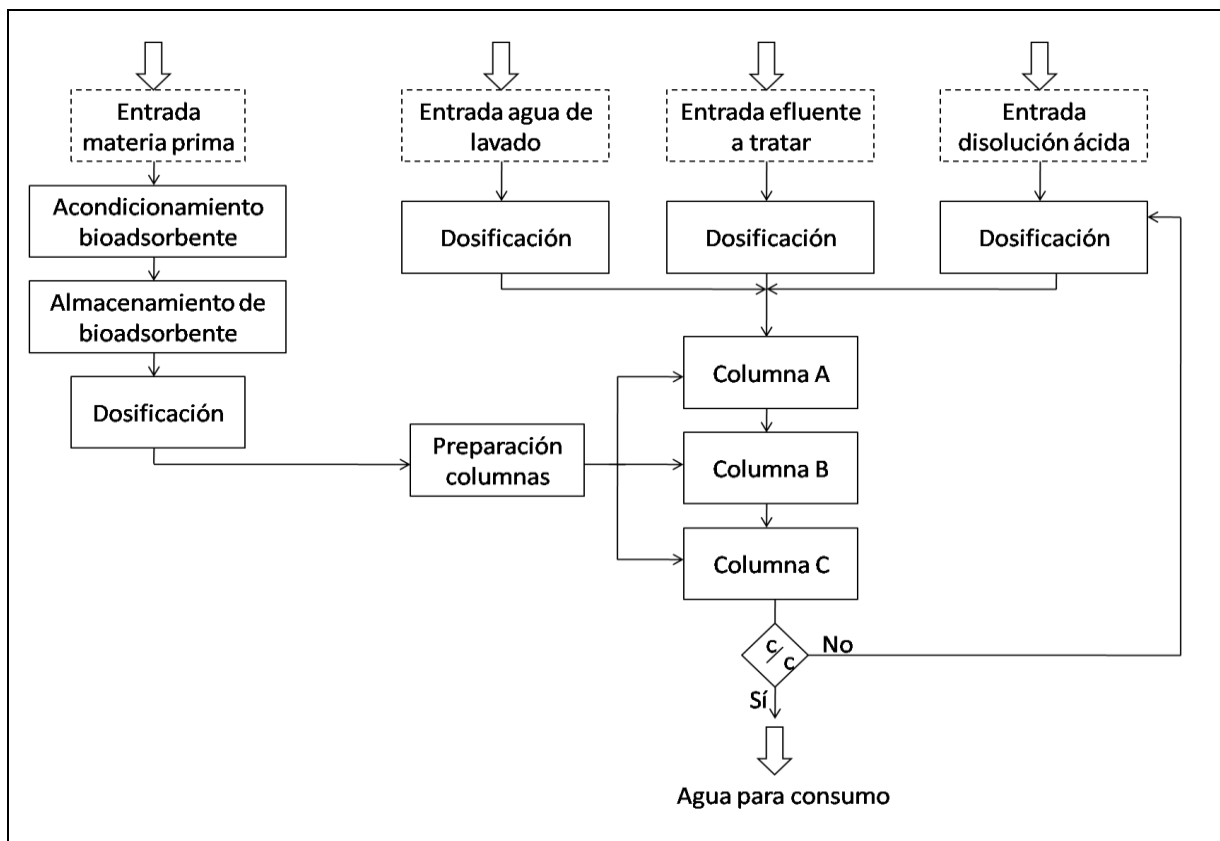 Entrada
materia prima
Entrada agua de
lavado
Entrada efluente
a tratar
Entrada
disolución ácida
Acondicionamiento
bioadsorbente
Dosificación
Dosificación
Dosificación
Almacenamiento de
bioadsorbente
Dosificación
Preparación
columnas
Columna A
Columna B
Columna C
c/c
No
Sí
Agua para consumo